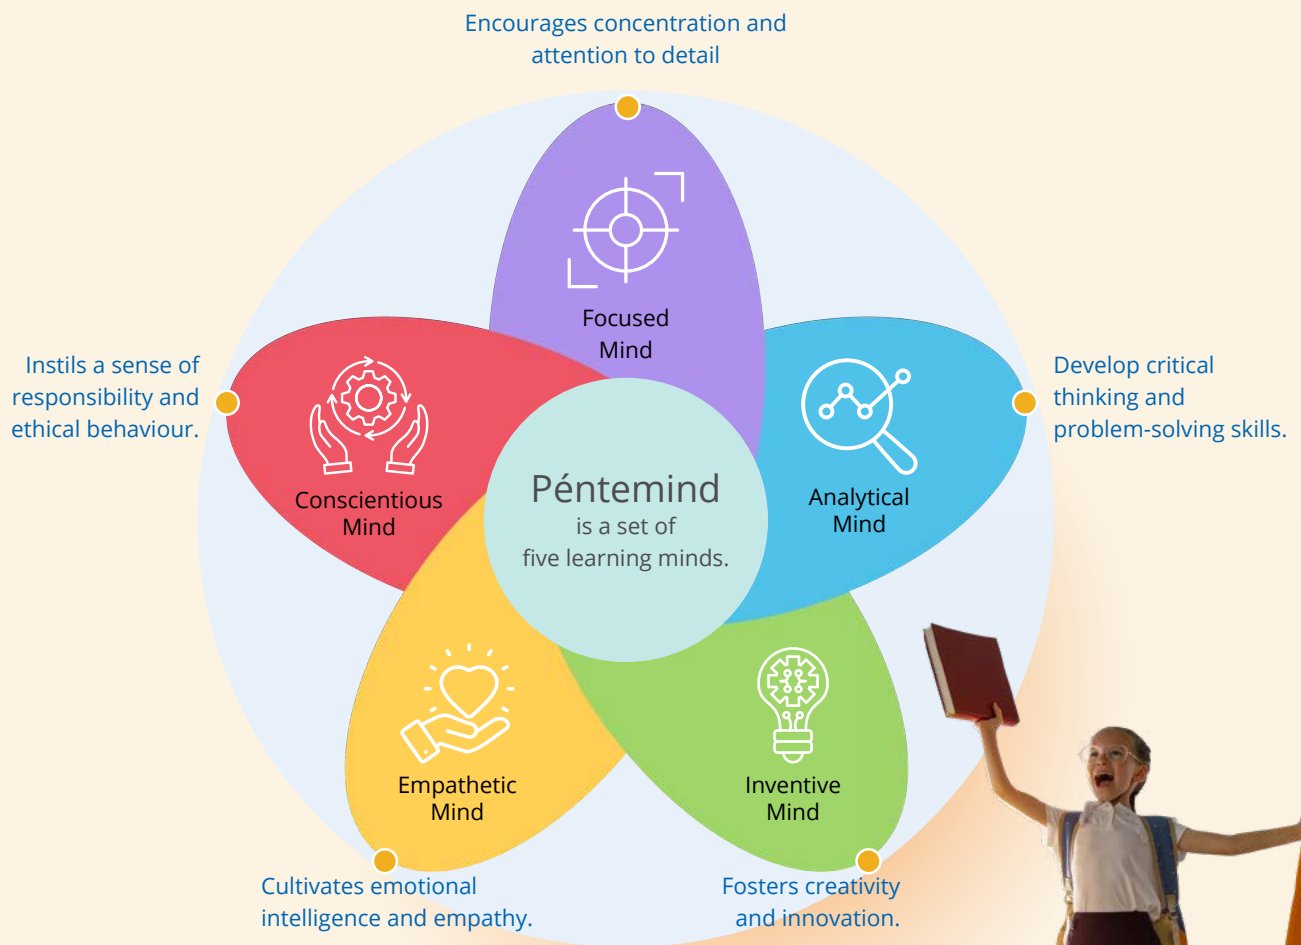 Encourages concentration and
attention to detail
Focused
Mind
Instils a sense of
responsibility and
ethical behaviour.
Conscientious
Mind
Develop critical
thinking and
problem-solving skills.
Analytical
Mind
Péntemind
is a set of
five learning minds.
Empathetic
Mind
Inventive
Mind
Cultivates emotional
intelligence and empathy.
Fosters creativity
and innovation.